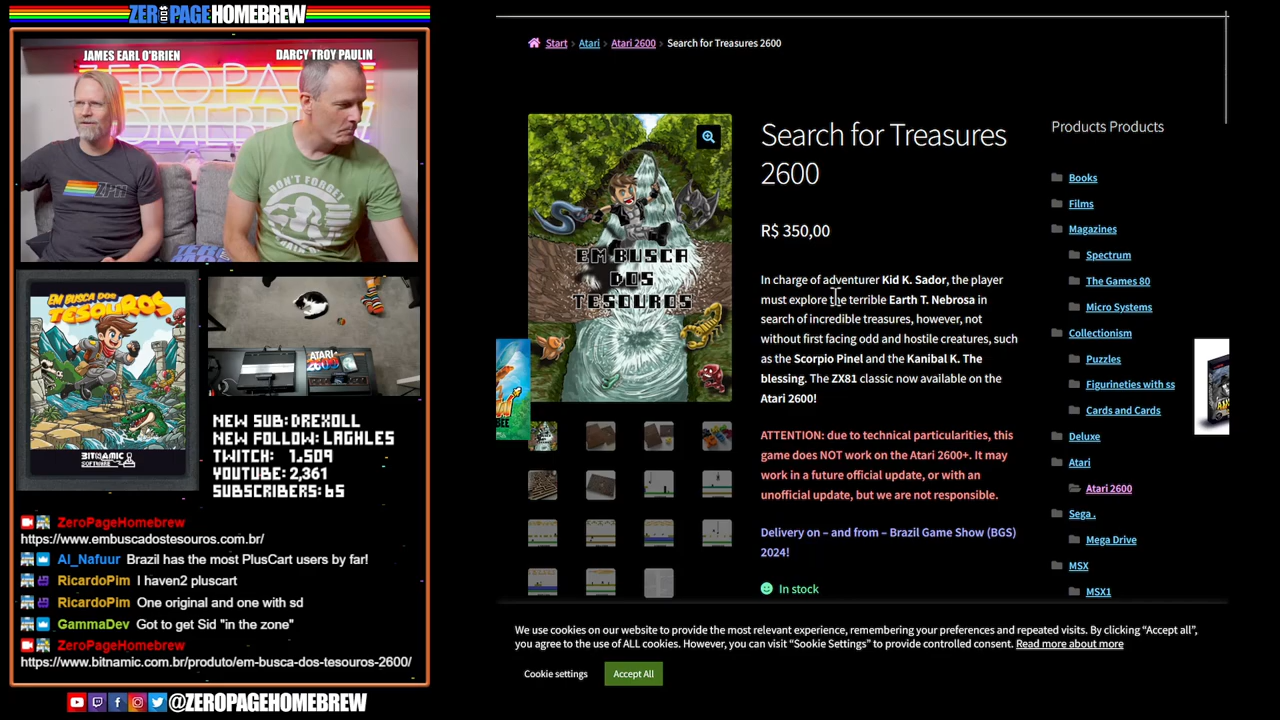 ZEROPAGEHOMEBREW
JAMES EARL O'BRIEN
DARCY TROY PAULIN
ZEROPAGE
HOMEBREW
ZPH
DON'T FORGET
EM BUSCA DOS
TESOUROS
BITNAMIC
SOFTWARE
ATARI
2600
NEW SUB: DREXOLL
NEW FOLLOW: LAGHLES
TWITCH: 1,509
YOUTUBE: 2,361
SUBSCRIBERS: 65
ZeroPageHomebrew
https://www.embuscadostesouros.com.br/
Al_Nafuur Brazil has the most PlusCart users by far!
RicardoPim I haven2 pluscart
RicardoPim One original and one with sd
GammaDev Got to get Sid "in the zone"
ZeroPageHomebrew
https://www.bitnamic.com.br/produto/em-busca-dos-tesouros-2600/
@ZEROPAGEHOMEBREW
Start > Atari > Atari 2600 > Search for Treasures 2600
EM BUSCA
DOS
TESOUROS
Search for Treasures
2600
R$ 350,00
In charge of adventurer Kid K. Sador, the player
must explore the terrible Earth T. Nebrosa in
search of incredible treasures, however, not
without first facing odd and hostile creatures, such
as the Scorpio Pinel and the Kanibal K. The
blessing. The ZX81 classic now available on the
Atari 2600!
ATTENTION: due to technical particularities, this
game does NOT work on the Atari 2600+. It may
work in a future official update, or with an
unofficial update, but we are not responsible.
Delivery on – and from – Brazil Game Show (BGS)
2024!
In stock
Products Products
Books
Films
Magazines
Spectrum
The Games 80
Micro Systems
Collectionism
Puzzles
Figurineties with ss
Cards and Cards
Deluxe
Atari
Atari 2600
Sega .
Mega Drive
MSX
MSX1
We use cookies on our website to provide the most relevant experience, remembering your preferences and repeated visits. By clicking “Accept all”,
you agree to the use of ALL cookies. However, you can visit "Sookie Settings" to provide controlled consent. Read more about more
Cookie settings
Accept All